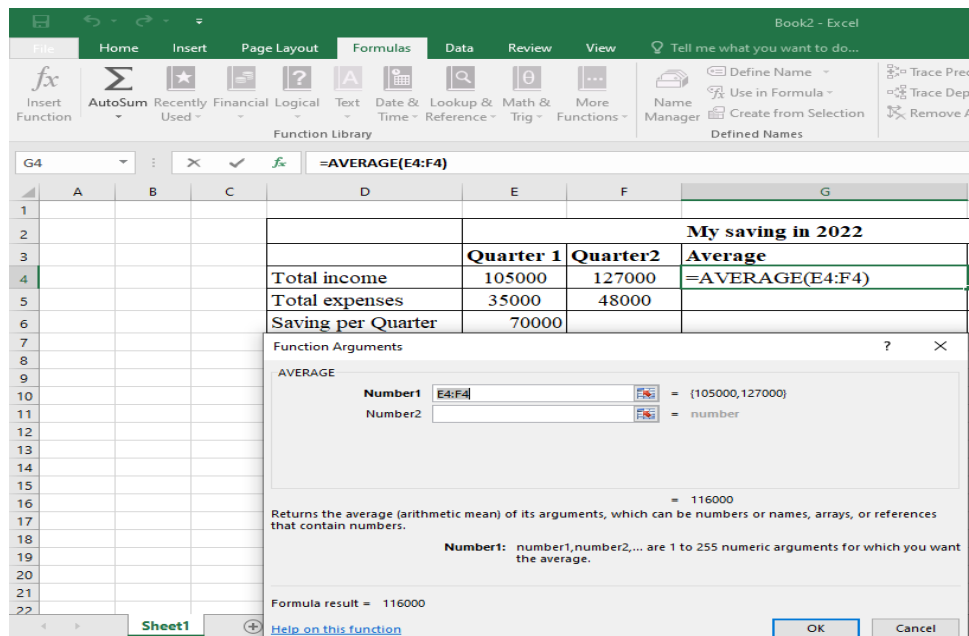 Book2 - Excel
File Home Insert Page Layout Formulas Data Review View Tell me what you want to do...
fx Σ ? A θ ...
Insert Function AutoSum Recently Used Financial Logical Text Date & Time Lookup & Reference Math & Trig More Functions Name Manager
Define Name
Use in Formula
Create from Selection
Trace Prec
Trace Dep
Remove A
Function Library Defined Names
G4 fx =AVERAGE(E4:F4)
A B C D E F G
1
2 My saving in 2022
3 Quarter 1 Quarter2 Average
4 Total income 105000 127000 =AVERAGE(E4:F4)
5 Total expenses 35000 48000
6 Saving per Quarter 70000
7
8
9
10
11
12
13
14
15
16
17
18
19
20
21
22
Function Arguments ?
AVERAGE
Number1 E4:F4 = {105000,127000}
Number2 = number
= 116000
Returns the average (arithmetic mean) of its arguments, which can be numbers or names, arrays, or references
that contain numbers.
Number1: number1,number2,... are 1 to 255 numeric arguments for which you want
the average.
Formula result = 116000
Help on this function OK Cancel
Sheet1